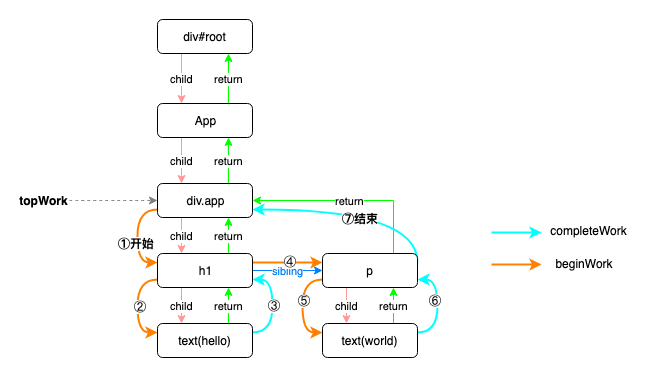 div#root
child
return
App
child
return
topWork
div.app
return
⑦结束
①开始
child
return
completeWork
h1
④
sibling
p
beginWork
②
child
return
③
⑤
child
return
⑥
text(hello)
text(world)